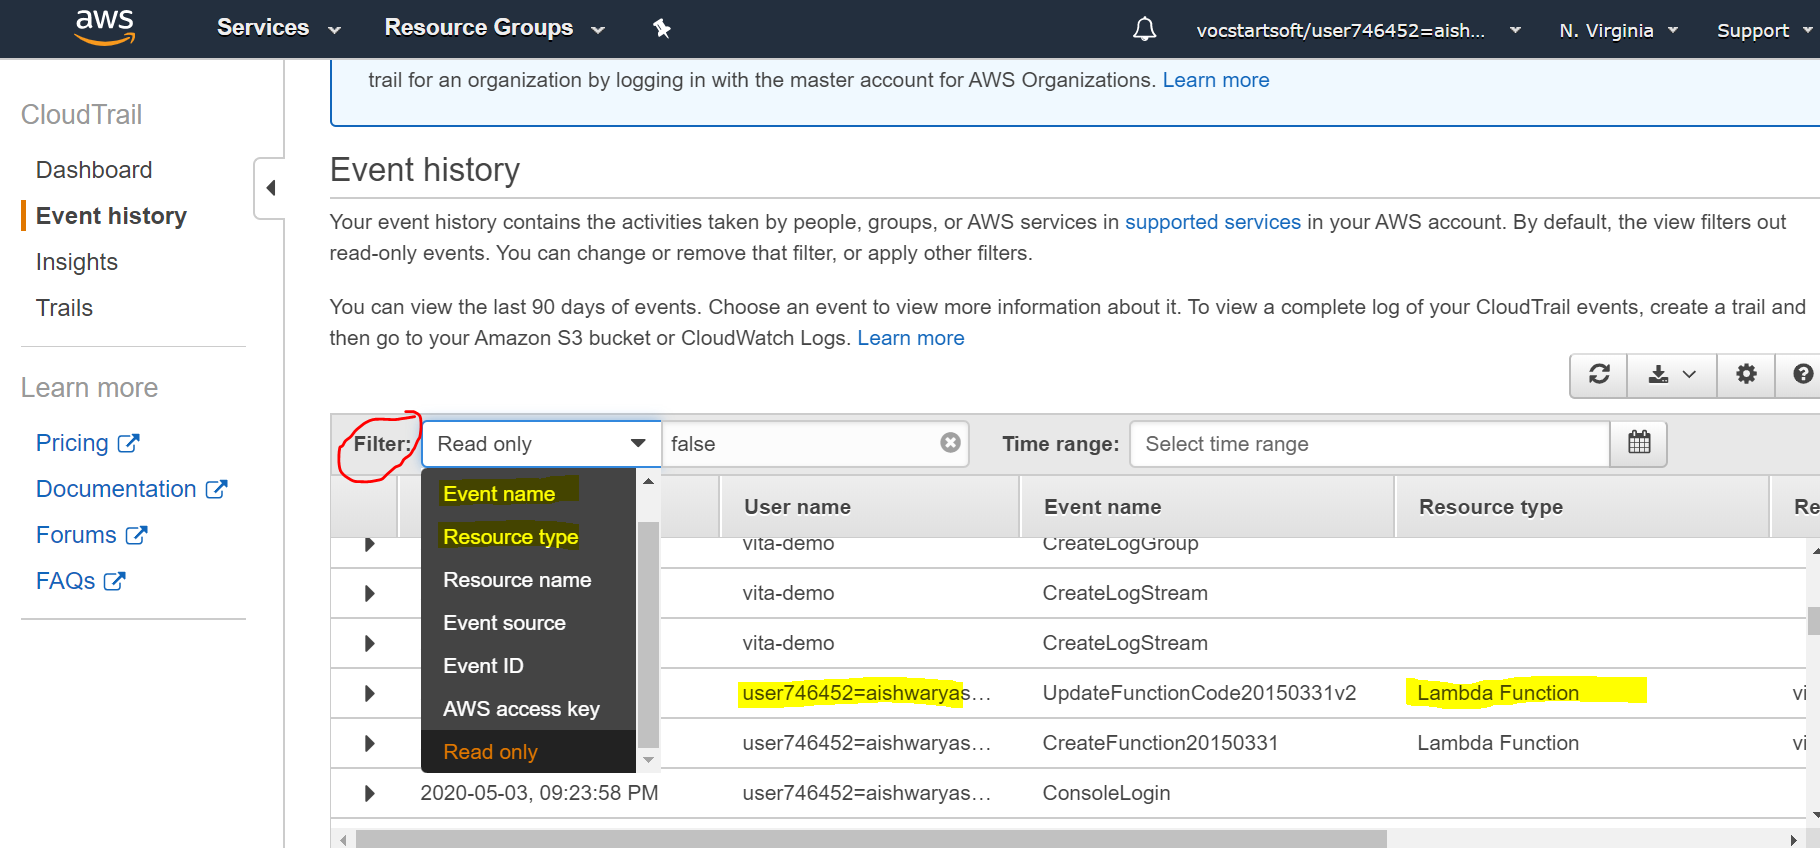 aws
Services
Resource Groups
vocstartsoft/user746452=aish...
N. Virginia
Support
trail for an organization by logging in with the master account for AWS Organizations. Learn more
CloudTrail
Dashboard
Event history
Insights
Trails
Learn more
Pricing
Documentation
Forums
FAQs
Event history
Your event history contains the activities taken by people, groups, or AWS services in supported services in your AWS account. By default, the view filters out
read-only events. You can change or remove that filter, or apply other filters.
You can view the last 90 days of events. Choose an event to view more information about it. To view a complete log of your CloudTrail events, create a trail and
then go to your Amazon S3 bucket or CloudWatch Logs. Learn more
Filter: Read only false Time range: Select time range
Event name
Resource type
Resource name
Event source
Event ID
AWS access key
Read only
User name Event name Resource type Re
vita-demo CreateLogGroup
vita-demo CreateLogStream
vita-demo CreateLogStream
user746452=aishwaryas... UpdateFunctionCode20150331v2 Lambda Function vi
user746452=aishwaryas... CreateFunction20150331 Lambda Function vi
2020-05-03, 09:23:58 PM user746452=aishwaryas... ConsoleLogin